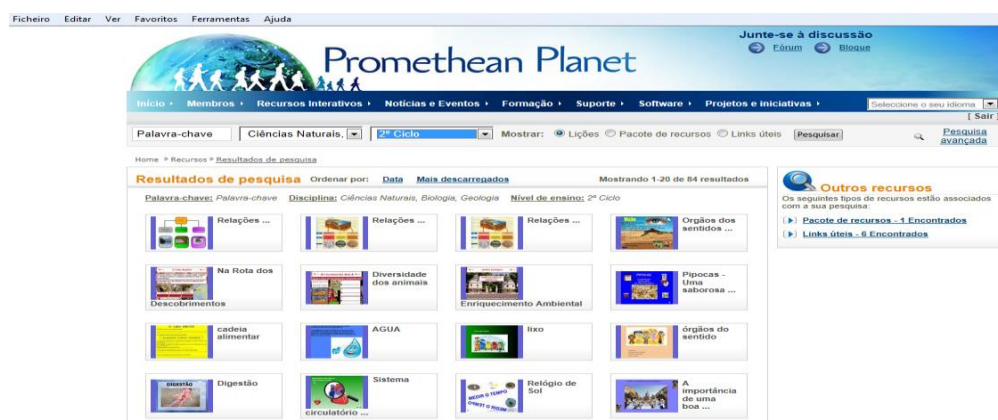 Ficheiro Editar Ver Favoritos Ferramentas Ajuda
Junte-se à discussão
Fórum Blogue
Promethean Planet
Início Membros Recursos Interativos Notícias e Eventos Formação Suporte Software Projetos e iniciativas
Seleccione o seu idioma
[ Sair ]
Palavra-chave Ciências Naturais, 2º Ciclo Mostrar: Lições Pacote de recursos Links úteis Pesquisar Pesquisa avançada
Home » Recursos » Resultados de pesquisa
Resultados de pesquisa Ordenar por: Data Mais descarregados Mostrando 1-20 de 84 resultados
Palavra-chave: Palavra-chave Disciplina: Ciências Naturais, Biologia, Geologia Nível de ensino: 2º Ciclo
Relações ...
Relações ...
Relações ...
Orgãos dos sentidos ...
Na Rota dos Descobrimentos
Diversidade dos animais
Enriquecimento Ambiental
Pipocas - Uma saborosa ...
cadeia alimentar
AGUA
lixo
órgãos do sentido
DIGESTÃO
Digestão
Sistema circulatório ...
MEDIR O TEMPO
Relógio de Sol
A importância de uma boa ...
Outros recursos
Os seguintes tipos de recursos estão associados
com a sua pesquisa:
Pacote de recursos - 1 Encontrados
Links úteis - 6 Encontrados